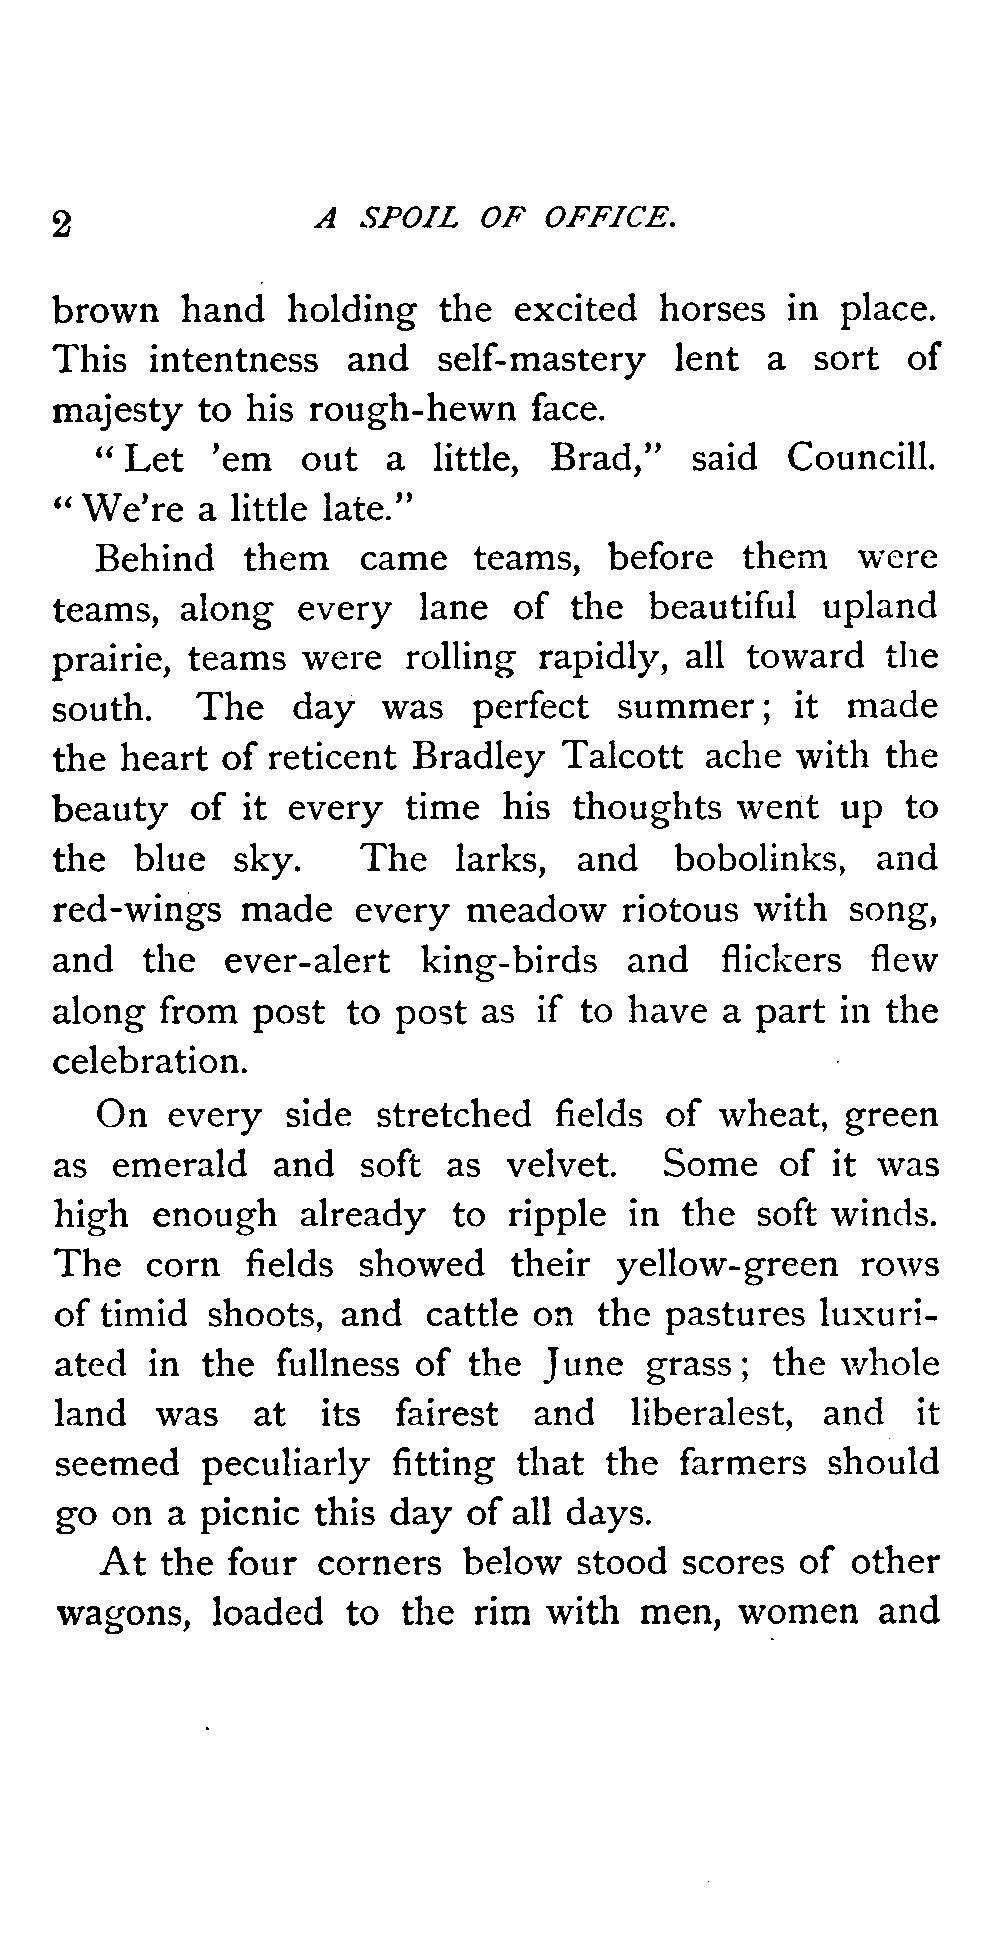 2 A SPOIL OF OFFICE.
brown hand holding the excited horses in place.
This intentness and self-mastery lent a sort of
majesty to his rough-hewn face.
“Let ’em out a little, Brad,” said Councill.
“We’re a little late.”
Behind them came teams, before them were
teams, along every lane of the beautiful upland
prairie, teams were rolling rapidly, all toward the
south. The day was perfect summer; it made
the heart of reticent Bradley Talcott ache with the
beauty of it every time his thoughts went up to
the blue sky. The larks, and bobolinks, and
red-wings made every meadow riotous with song,
and the ever-alert king-birds and flickers flew
along from post to post as if to have a part in the
celebration.
On every side stretched fields of wheat, green
as emerald and soft as velvet. Some of it was
high enough already to ripple in the soft winds.
The corn fields showed their yellow-green rows
of timid shoots, and cattle on the pastures luxuri-
ated in the fullness of the June grass; the whole
land was at its fairest and liberalest, and it
seemed peculiarly fitting that the farmers should
go on a picnic this day of all days.
At the four corners below stood scores of other
wagons, loaded to the rim with men, women and